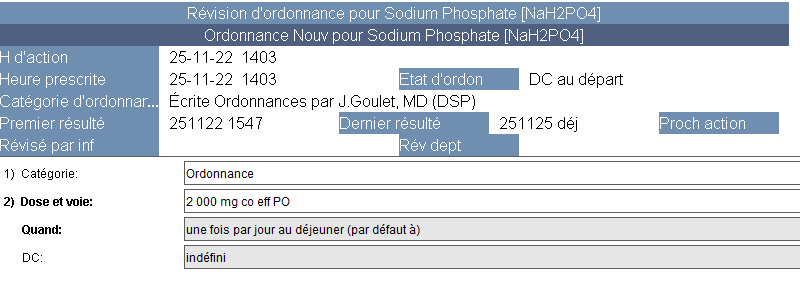 Révision d'ordonnance pour Sodium Phosphate [NaH2PO4]
Ordonnance Nouv pour Sodium Phosphate [NaH2PO4]
H d'action 25-11-22 1403
Heure prescrite 25-11-22 1403 Etat d'ordon DC au départ
Catégorie d'ordonnar... Écrite Ordonnances par J.Goulet, MD (DSP)
Premier résulté 251122 1547 Dernier résulté 251125 déj Proch action
Révisé par inf Rév dept
1) Catégorie: Ordonnance
2) Dose et voie: 2 000 mg co eff PO
Quand: une fois par jour au déjeuner (par défaut à)
DC: indéfini